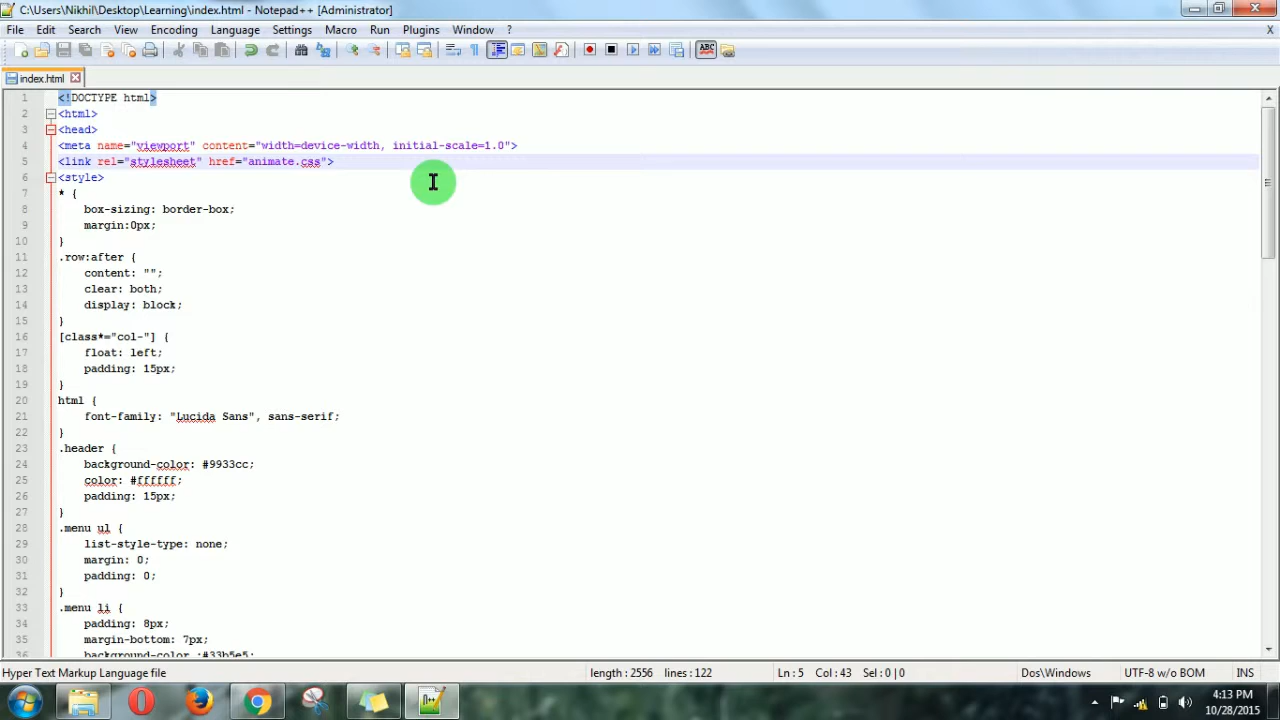 C:\Users\Nikhil\Desktop\Learning\index.html - Notepad++ [Administrator]
File Edit Search View Encoding Language Settings Macro Run Plugins Window ? X
ABC
index.html
1 <!DOCTYPE html>
2 <html>
3 <head>
4 <meta name="viewport" content="width=device-width, initial-scale=1.0">
5 <link rel="stylesheet" href="animate.css">
6 <style>
7 * {
8 box-sizing: border-box;
9 margin:0px;
10 }
11 .row:after {
12 content: "";
13 clear: both;
14 display: block;
15 }
16 [class*="col-"] {
17 float: left;
18 padding: 15px;
19 }
20 html {
21 font-family: "Lucida Sans", sans-serif;
22 }
23 .header {
24 background-color: #9933cc;
25 color: #ffffff;
26 padding: 15px;
27 }
28 .menu ul {
29 list-style-type: none;
30 margin: 0;
31 padding: 0;
32 }
33 .menu li {
34 padding: 8px;
35 margin-bottom: 7px;
36 background-color :#33b5e5;
Hyper Text Markup Language file length : 2556 lines : 122 Ln : 5 Col : 43 Sel : 0 | 0 Dos\Windows UTF-8 w/o BOM INS
4:13 PM
10/28/2015